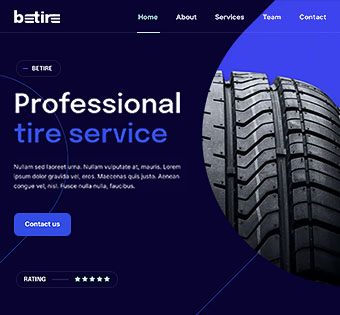 betire
Home About Services Team Contact
BETIRE
Professional
tire service
Nullam sed laoreet urna. Nullam vulputate at, mauris. Lorem
ipsum dolor gravida vel, eros. Maecenas quis justo. Aenean
congue vel, nisl. Fusce nulla nulla, faucibus.
Contact us
RATING